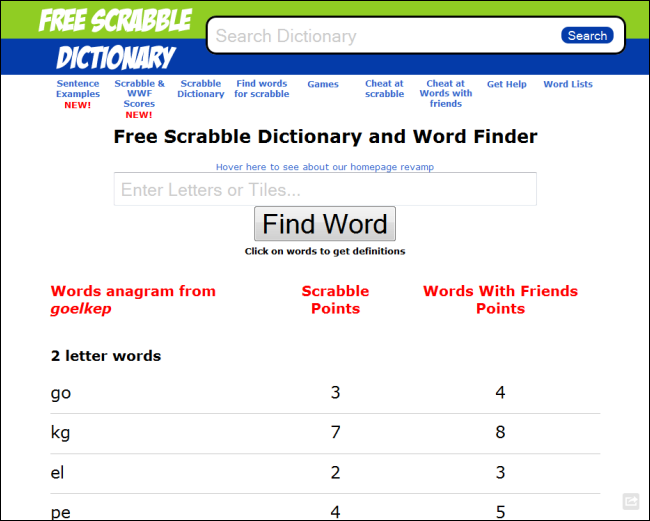 FREE SCRABBLE
DICTIONARY
Search Dictionary
Search
Sentence
Examples
NEW!
Scrabble &
WWF
Scores
NEW!
Scrabble
Dictionary
Find words
for scrabble
Games
Cheat at
scrabble
Cheat at
Words with
friends
Get Help
Word Lists
Free Scrabble Dictionary and Word Finder
Hover here to see about our homepage revamp
Enter Letters or Tiles...
Find Word
Click on words to get definitions
Words anagram from
goelkep
Scrabble
Points
Words With Friends
Points
2 letter words
go 3 4
kg 7 8
el 2 3
pe 4 5